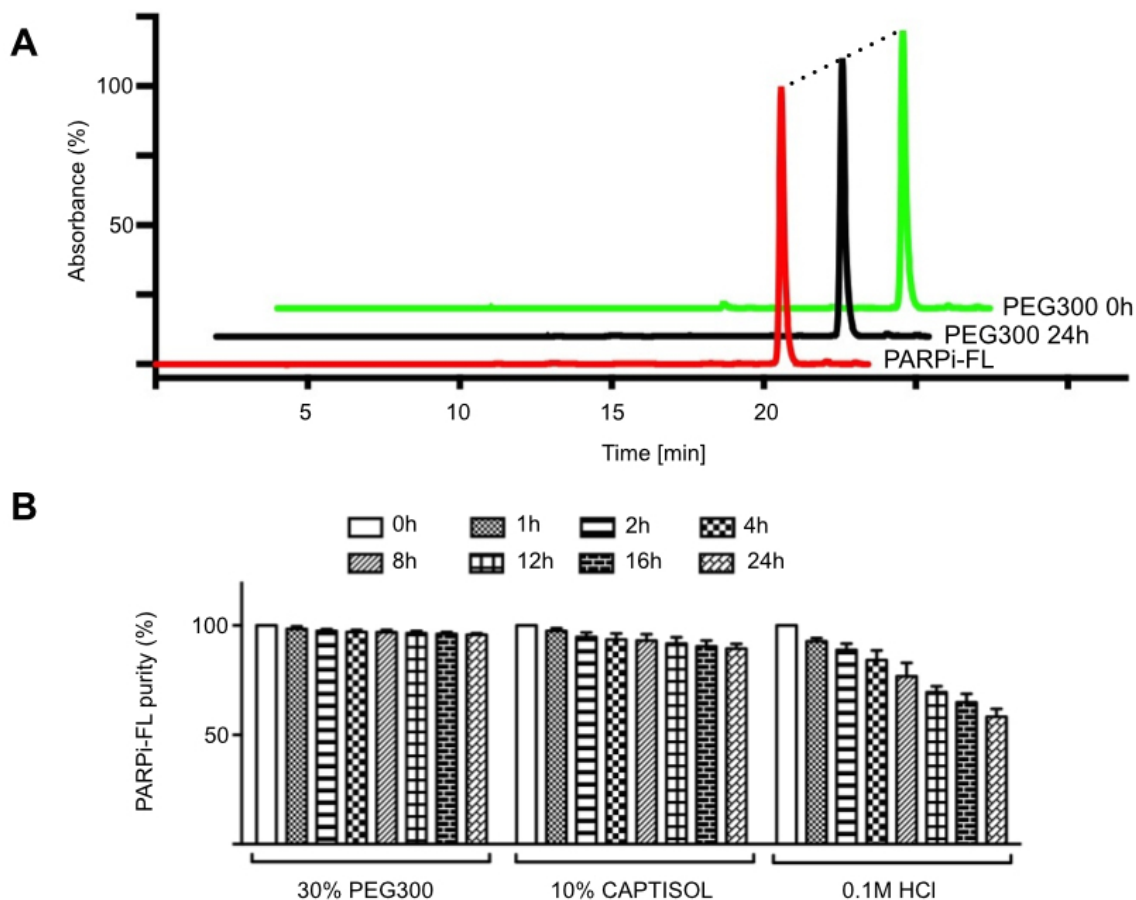 A
Absorbance (%)
100
50
PEG300 0h
PEG300 24h
PARPi-FL
5 10 15 20
Time [min]
B
0h 1h 2h 4h
8h 12h 16h 24h
PARPi-FL purity (%)
100
50
30% PEG300 10% CAPTISOL 0.1M HCl